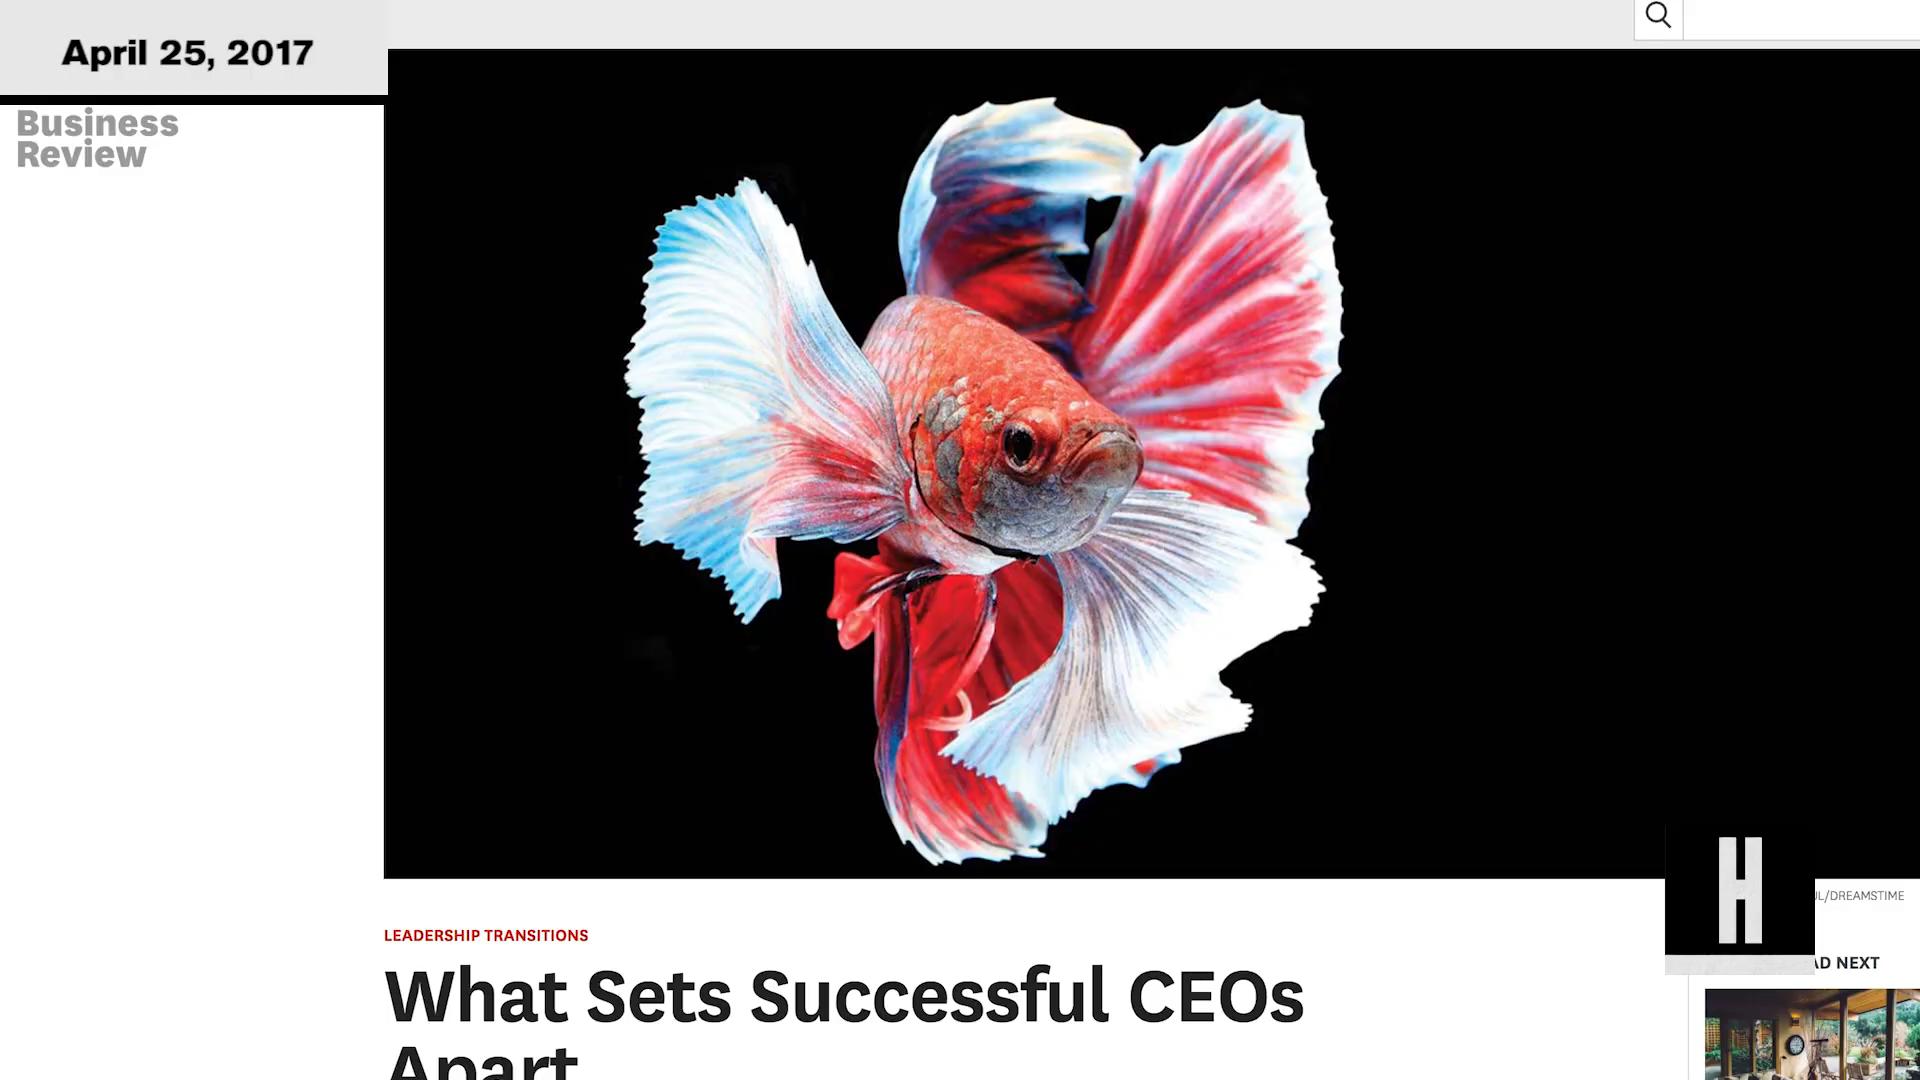 April 25, 2017
Business
Review
H
/DREAMSTIME
LEADERSHIP TRANSITIONS
NEXT
What Sets Successful CEOs
Apart